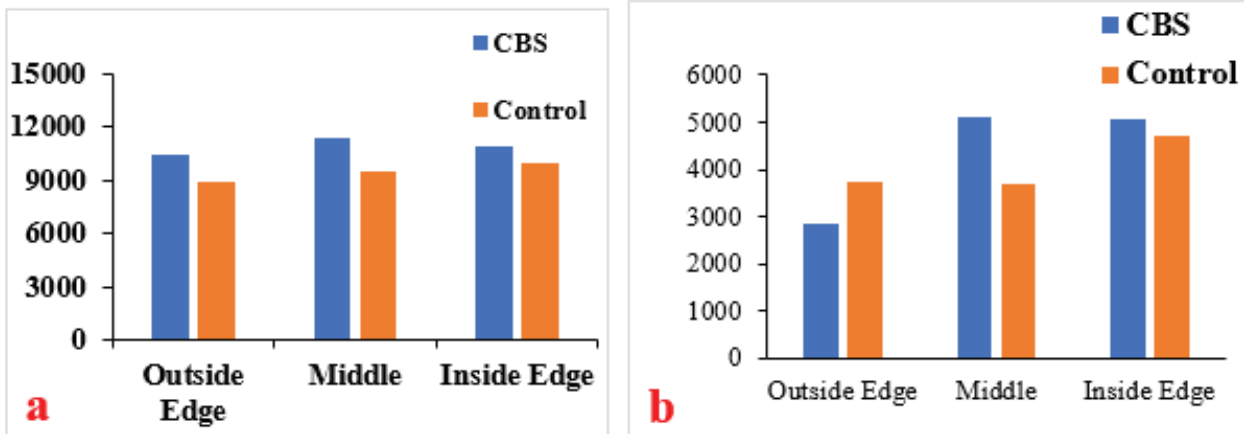 CBS
Control
15000
12000
9000
6000
3000
0
Outside
Edge
Middle
Inside Edge
a
CBS
Control
6000
5000
4000
3000
2000
1000
0
Outside Edge
Middle
Inside Edge
b